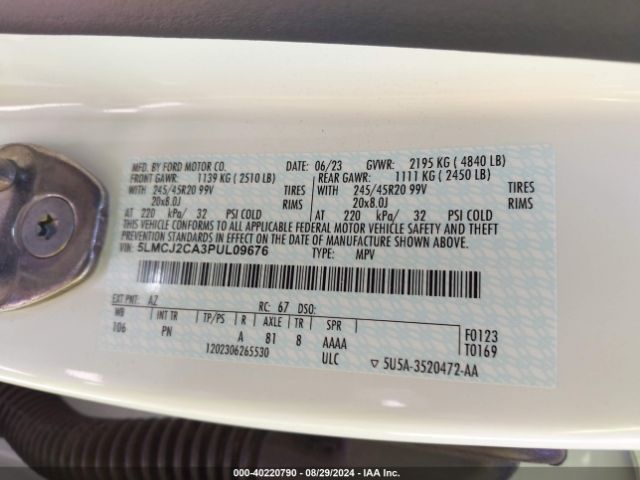 MFD. BY FORD MOTOR CO. DATE: 06/23 GVWR: 2195 KG ( 4840 LB)
FRONT GAWR: 1139 KG ( 2510 LB) REAR GAWR: 1111 KG ( 2450 LB)
WITH 245/45R20 99V TIRES WITH 245/45R20 99V TIRES
20x8.0J RIMS 20x8.0J RIMS
AT 220 kPa/ 32 PSI COLD AT 220 kPa/ 32 PSI COLD
THIS VEHICLE CONFORMS TO ALL APPLICABLE FEDERAL MOTOR VEHICLE SAFETY AND THEFT
PREVENTION STANDARDS IN EFFECT ON THE DATE OF MANUFACTURE SHOWN ABOVE.
VIN: 5LMCJ2CA3PUL09676 TYPE: MPV
EXT PNT: AZ RC: 67 DSO:
WB INT TR TP/PS R AXLE TR SPR
106 PN A 81 8 AAAA
1202306265530 ULC
F0123
T0169
5U5A-3520472-AA
000-40220790 - 08/29/2024 - IAA Inc.